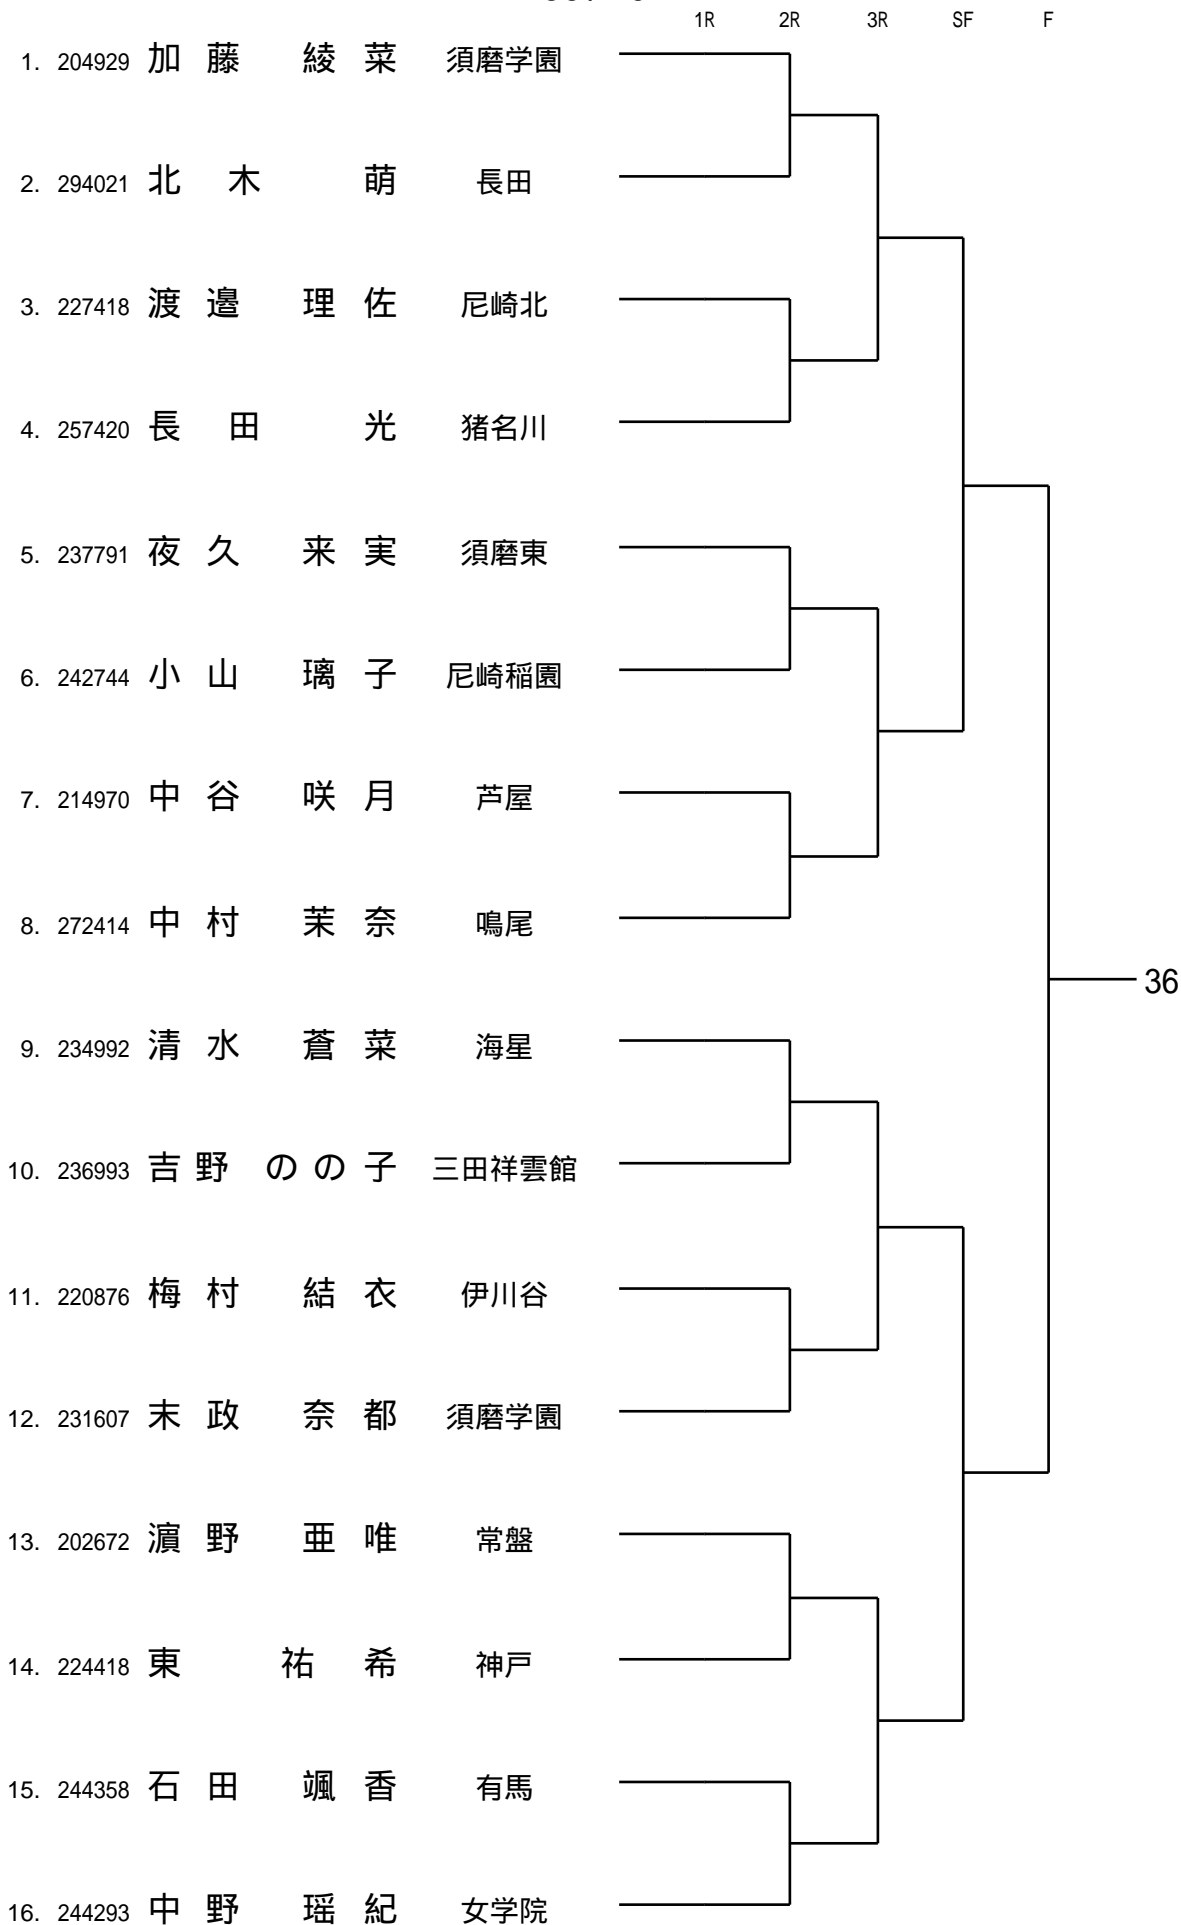 1R 2R 3R SF F
1. 204929 加藤 綾菜 須磨学園
2. 294021 北木 萌 長田
3. 227418 渡邉 理佐 尼崎北
4. 257420 長田 光 猪名川
5. 237791 夜久 来実 須磨東
6. 242744 小山 璃子 尼崎稲園
7. 214970 中谷 咲月 芦屋
8. 272414 中村 茉奈 鳴尾
36
9. 234992 清水 蒼菜 海星
10. 236993 吉野 のの子 三田祥雲館
11. 220876 梅村 結衣 伊川谷
12. 231607 末政 奈都 須磨学園
13. 202672 濵野 亜唯 常盤
14. 224418 東 祐希 神戸
15. 244358 石田 颯香 有馬
16. 244293 中野 瑶紀 女学院